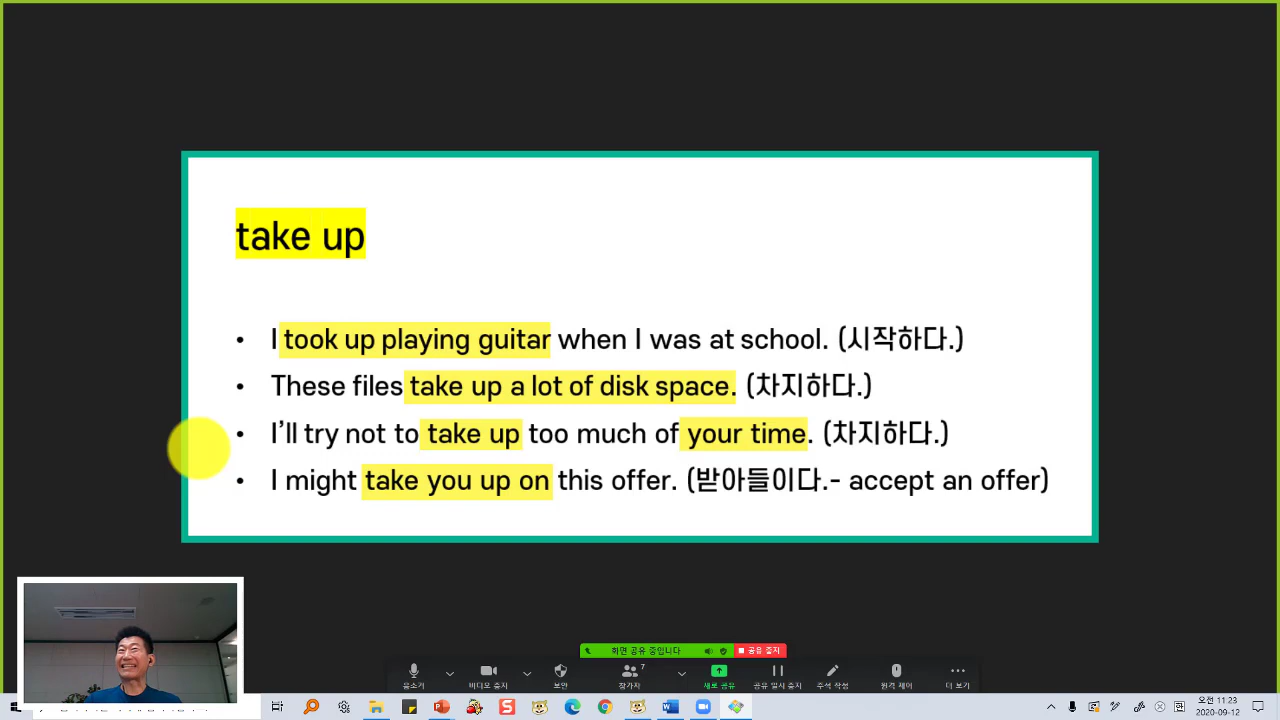 take up
• I took up playing guitar when I was at school. (시작하다.)
• These files take up a lot of disk space. (차지하다.)
• I'll try not to take up too much of your time. (차지하다.)
• I might take you up on this offer. (받아들이다.- accept an offer)
화면 공유 중입니다
공유 중지
음소거
비디오 중지
보안
7
참가자
새로 공유
공유 일시 중지
주석 작성
원격 제어
더 보기
오전 11:23
2020-09-12